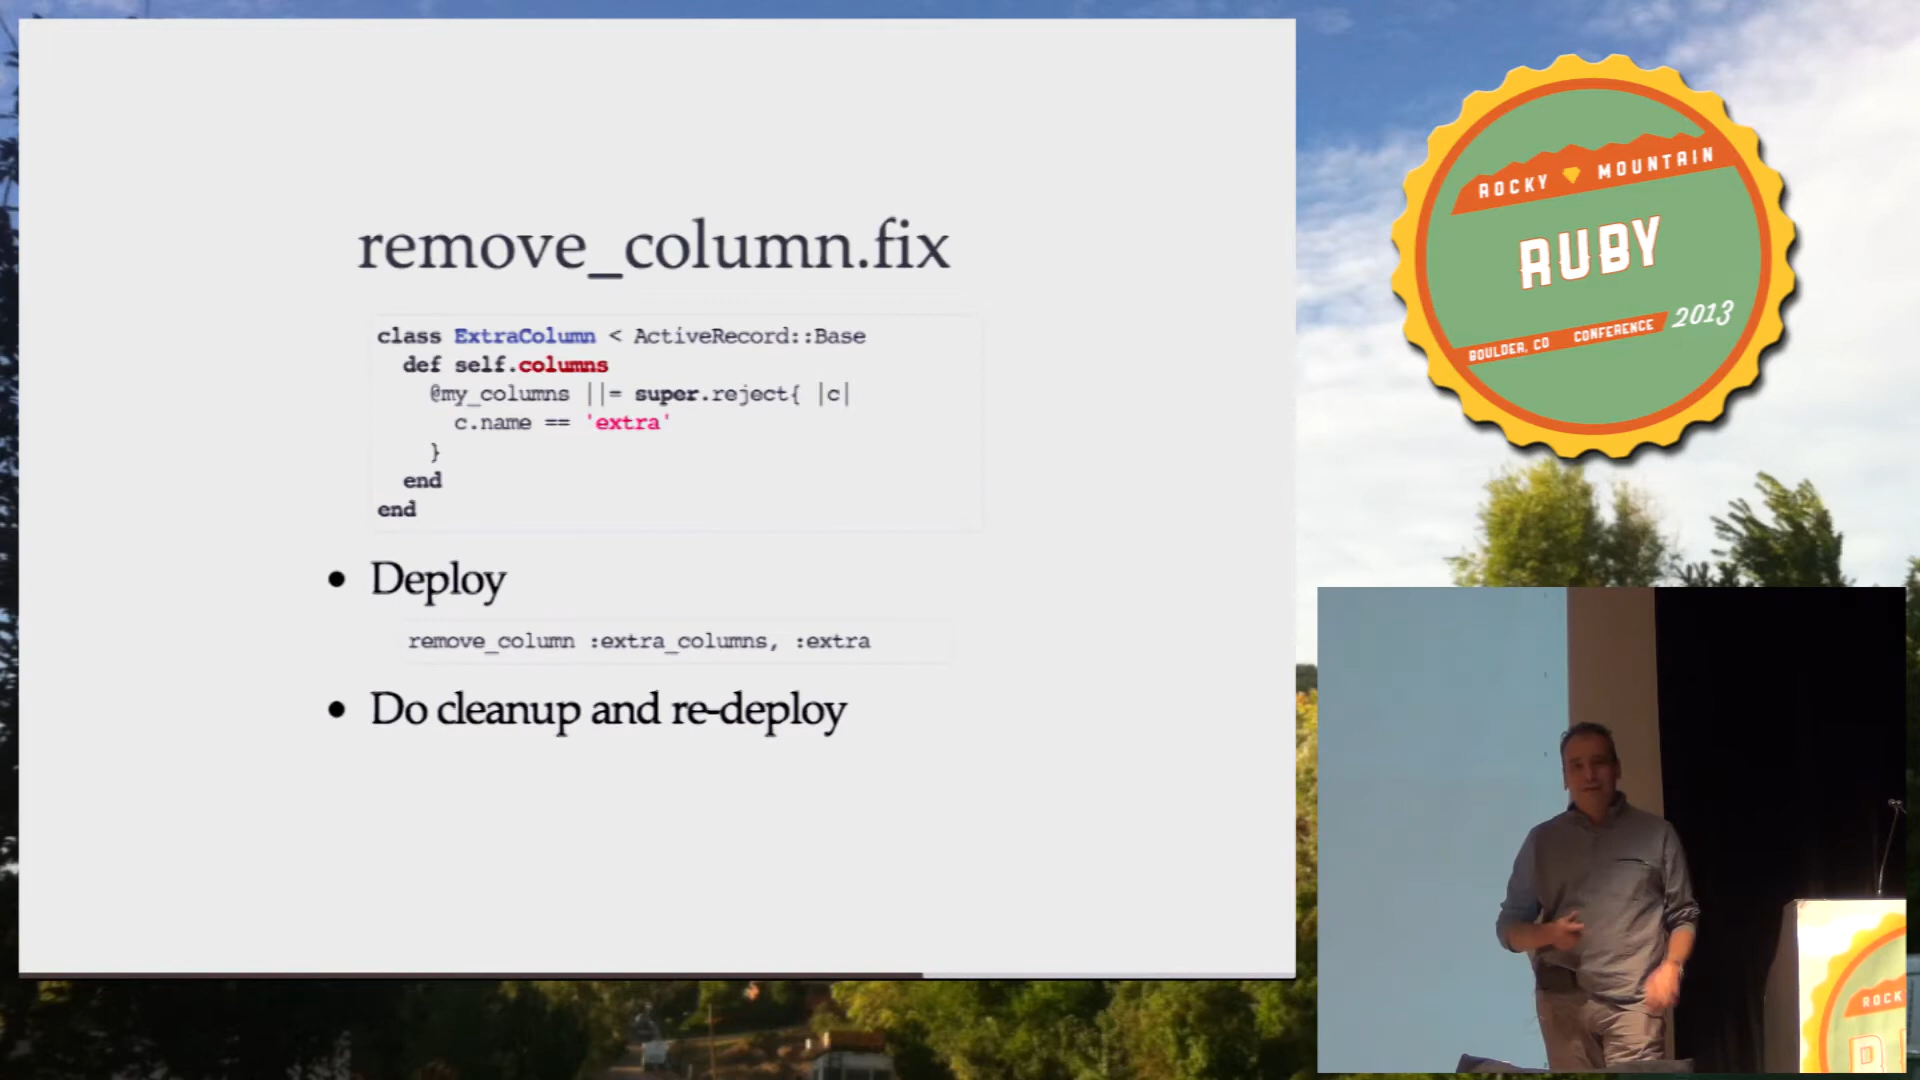 remove_column.fix
class ExtraColumn < ActiveRecord::Base
def self.columns
@my_columns ||= super.reject{ |c|
c.name == 'extra'
}
end
end
• Deploy
remove_column :extra_columns, :extra
• Do cleanup and re-deploy
ROCKY MOUNTAIN
RUBY
BOULDER, CO CONFERENCE 2013
ROCK